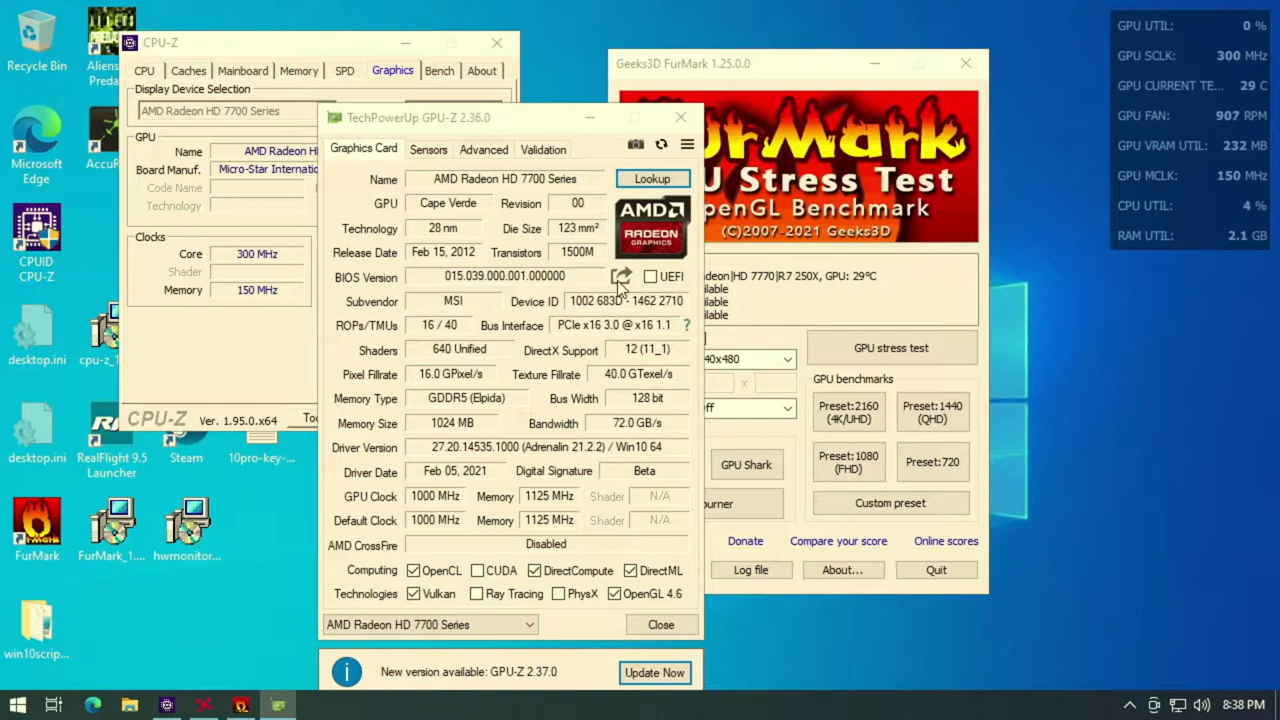 Recycle Bin
Aliens
Preda
Microsoft
Edge
AccuR
CPUID
CPU-Z
desktop.ini
cpu-z_1
desktop.ini
RealFlight 9.5
Launcher
Steam
10pro-key-...
FurMark
FurMark_1....
hwmonitor...
win10scrip...
CPU-Z
CPU
Caches
Mainboard
Memory
SPD
Graphics
Bench
About
Display Device Selection
AMD Radeon HD 7700 Series
GPU
Name
AMD Radeon H
Board Manuf.
Micro-Star Internatio
Code Name
Technology
Clocks
Core
300 MHz
Shader
Memory
150 MHz
CPU-Z
Ver. 1.95.0.x64
Too
TechPowerUp GPU-Z 2.36.0
Graphics Card
Sensors
Advanced
Validation
Name
AMD Radeon HD 7700 Series
Lookup
GPU
Cape Verde
Revision
00
AMD
RADEON
GRAPHICS
Technology
28 nm
Die Size
123 mm²
Release Date
Feb 15, 2012
Transistors
1500M
BIOS Version
015.039.000.001.000000
UEFI
Subvendor
MSI
Device ID
1002 683D - 1462 2710
ROPs/TMUs
16 / 40
Bus Interface
PCIe x16 3.0 @ x16 1.1
?
Shaders
640 Unified
DirectX Support
12 (11_1)
Pixel Fillrate
16.0 GPixel/s
Texture Fillrate
40.0 GTexel/s
Memory Type
GDDR5 (Elpida)
Bus Width
128 bit
Memory Size
1024 MB
Bandwidth
72.0 GB/s
Driver Version
27.20.14535.1000 (Adrenalin 21.2.2) / Win10 64
Driver Date
Feb 05, 2021
Digital Signature
Beta
GPU Clock
1000 MHz
Memory
1125 MHz
Shader
N/A
Default Clock
1000 MHz
Memory
1125 MHz
Shader
N/A
AMD CrossFire
Disabled
Computing
OpenCL
CUDA
DirectCompute
DirectML
Technologies
Vulkan
Ray Tracing
PhysX
OpenGL 4.6
AMD Radeon HD 7700 Series
Close
New version available: GPU-Z 2.37.0
Update Now
Geeks3D FurMark 1.25.0.0
urMark
U Stress Test
penGL Benchmark
(C)2007-2021 Geeks3D
adeon|HD 7770|R7 250X, GPU: 29°C
ailable
ailable
ailable
40x480
GPU stress test
x
GPU benchmarks
ff
Preset:2160
(4K/UHD)
Preset:1440
(QHD)
GPU Shark
Preset:1080
(FHD)
Preset:720
urner
Custom preset
Donate
Compare your score
Online scores
Log file
About...
Quit
GPU UTIL: 0 %
GPU SCLK: 300 MHz
GPU CURRENT TE... 29 C
GPU FAN: 907 RPM
GPU VRAM UTIL: 232 MB
GPU MCLK: 150 MHz
CPU UTIL: 4 %
RAM UTIL: 2.1 GB
8:38 PM